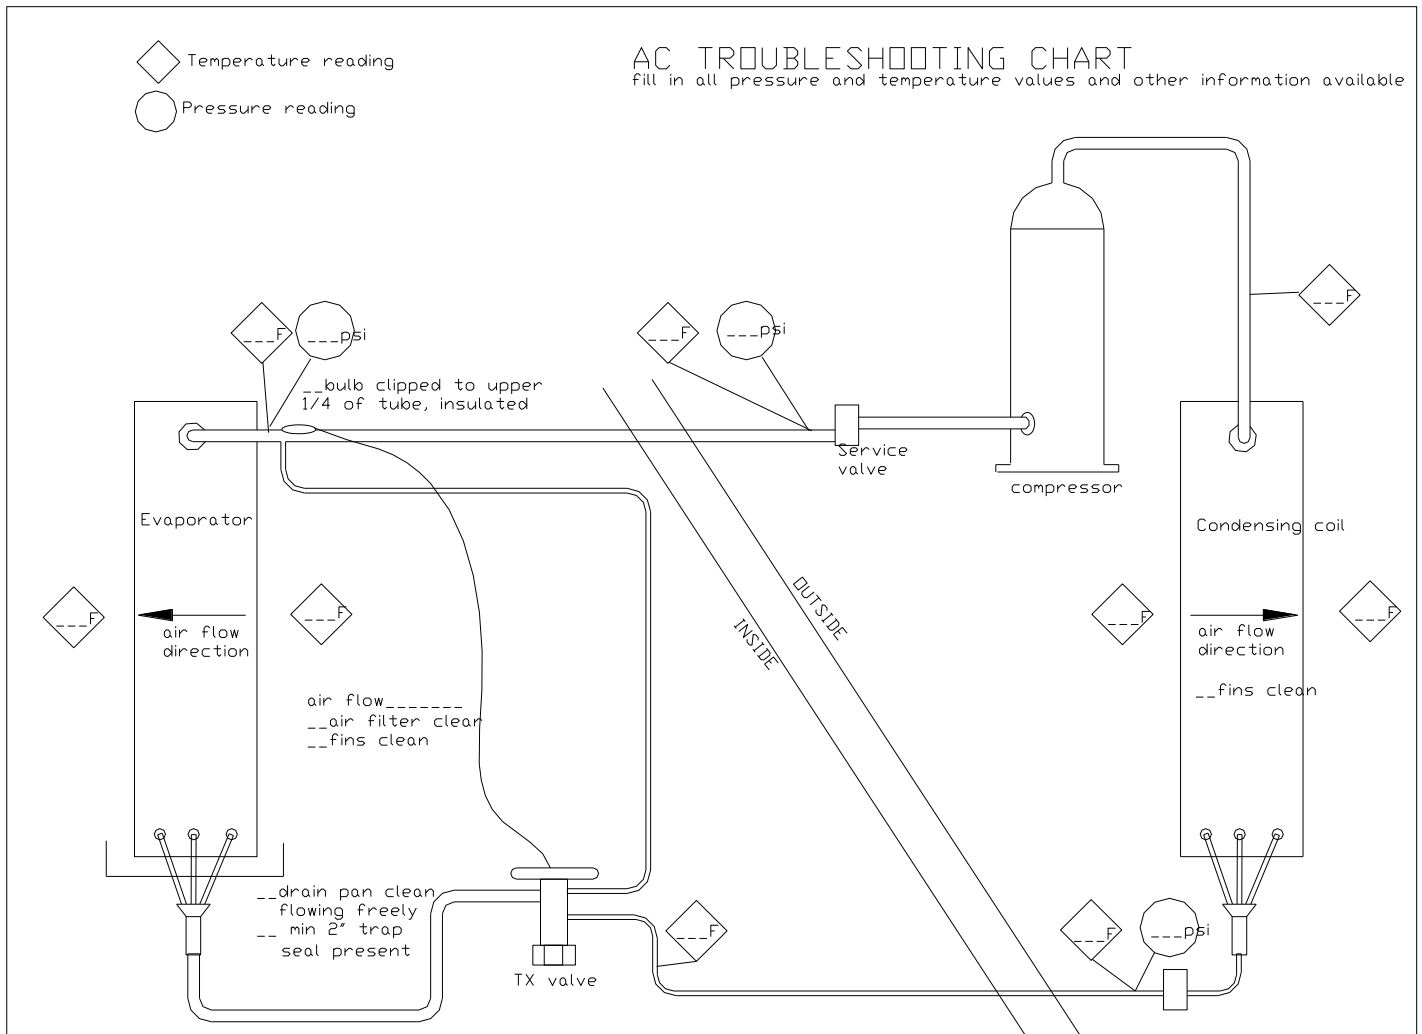 Temperature reading
Pressure reading
AC TROUBLESHOOTING CHART
fill in all pressure and temperature values and other information available
___F
___F
___psi
___F
___psi
__bulb clipped to upper
1/4 of tube, insulated
Service
valve
compressor
Evaporator
Condensing coil
___F
___F
air flow
direction
OUTSIDE
INSIDE
___F
___F
air flow
direction
__fins clean
air flow_______
__air filter clean
__fins clean
__drain pan clean
flowing freely
__ min 2" trap
seal present
TX valve
___F
___F
___psi